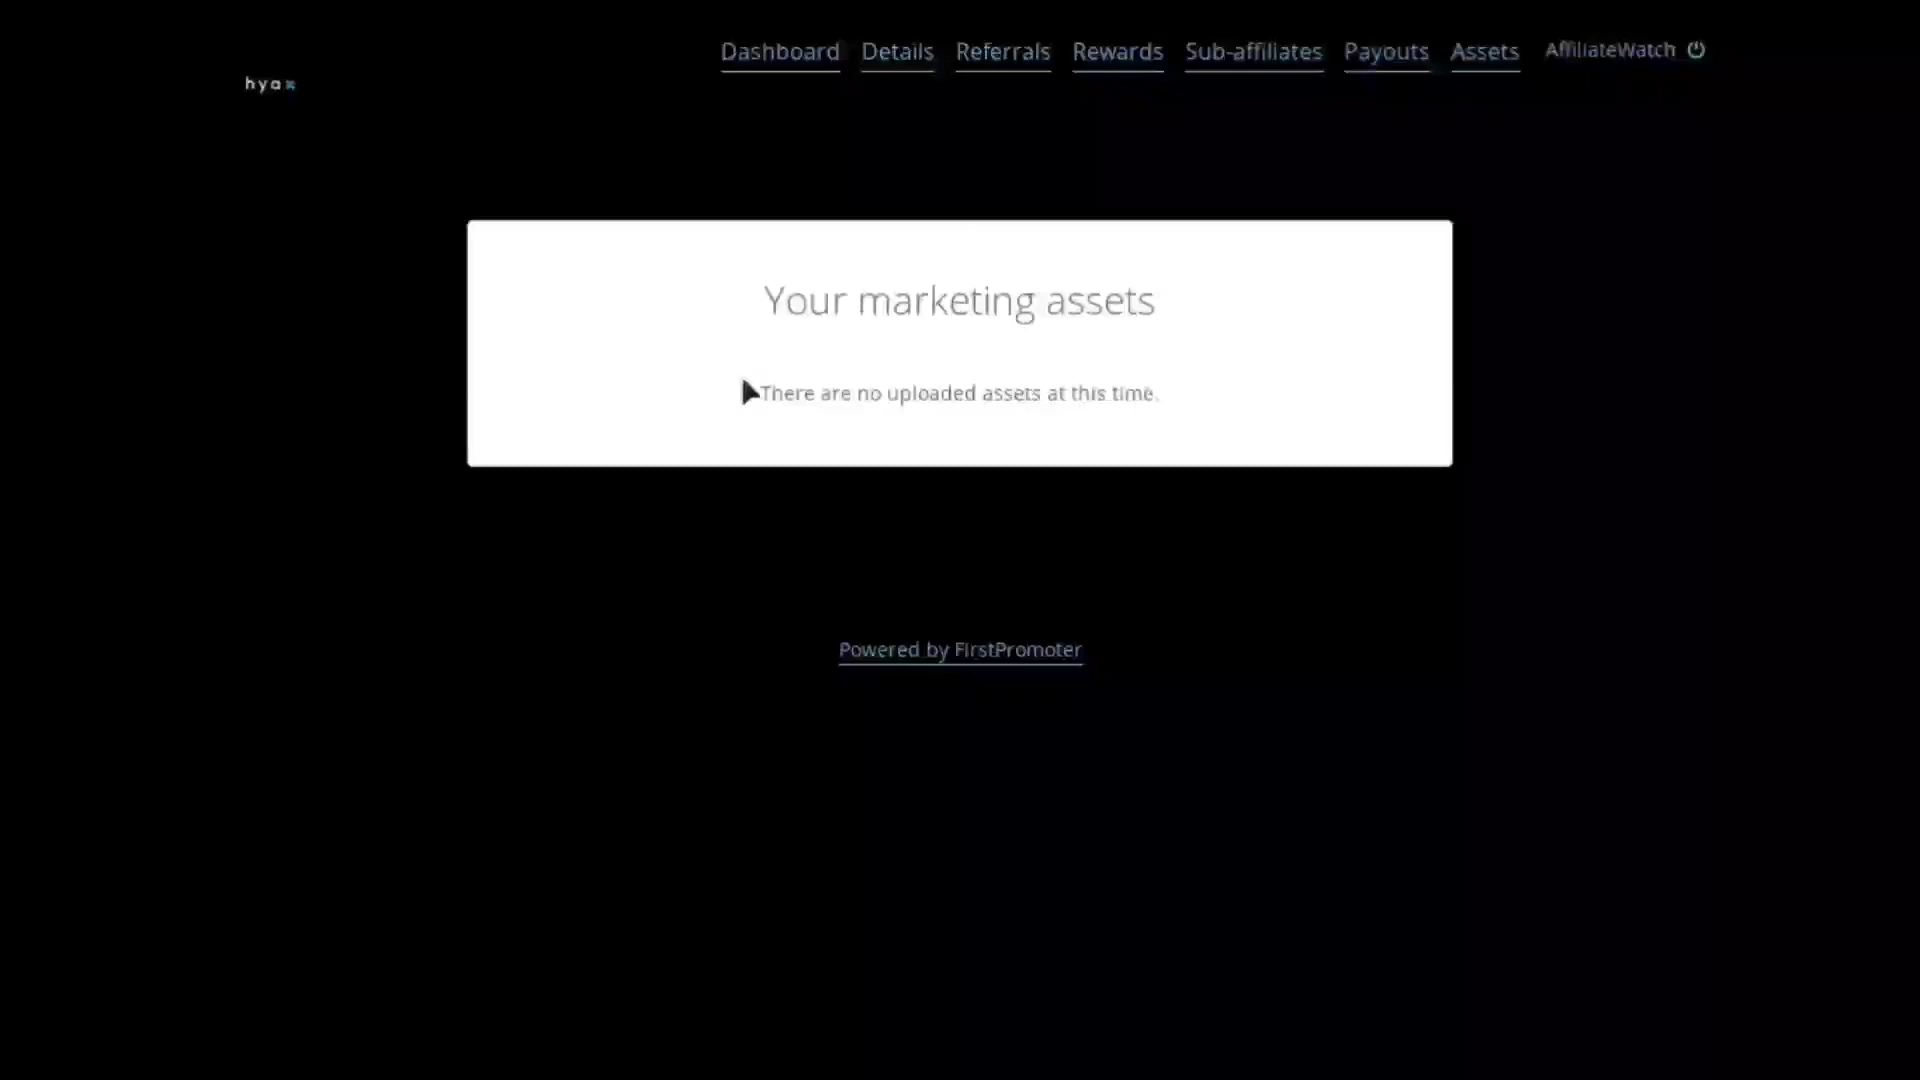 Dashboard Details Referrals Rewards Sub-affiliates Payouts Assets AffiliateWatch
hyax
Your marketing assets
There are no uploaded assets at this time.
Powered by FirstPromoter